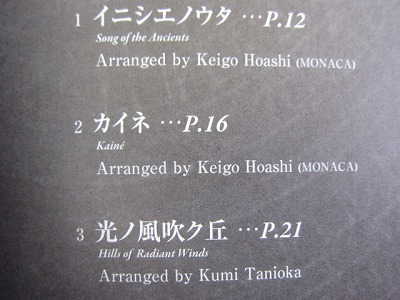 1 イニシエノウタ …P.12
Song of the Ancients
Arranged by Keigo Hoashi (MONACA)
2 カイネ …P.16
Kainé
Arranged by Keigo Hoashi (MONACA)
3 光ノ風吹ク丘 …P.21
Hills of Radiant Winds
Arranged by Kumi Tanioka